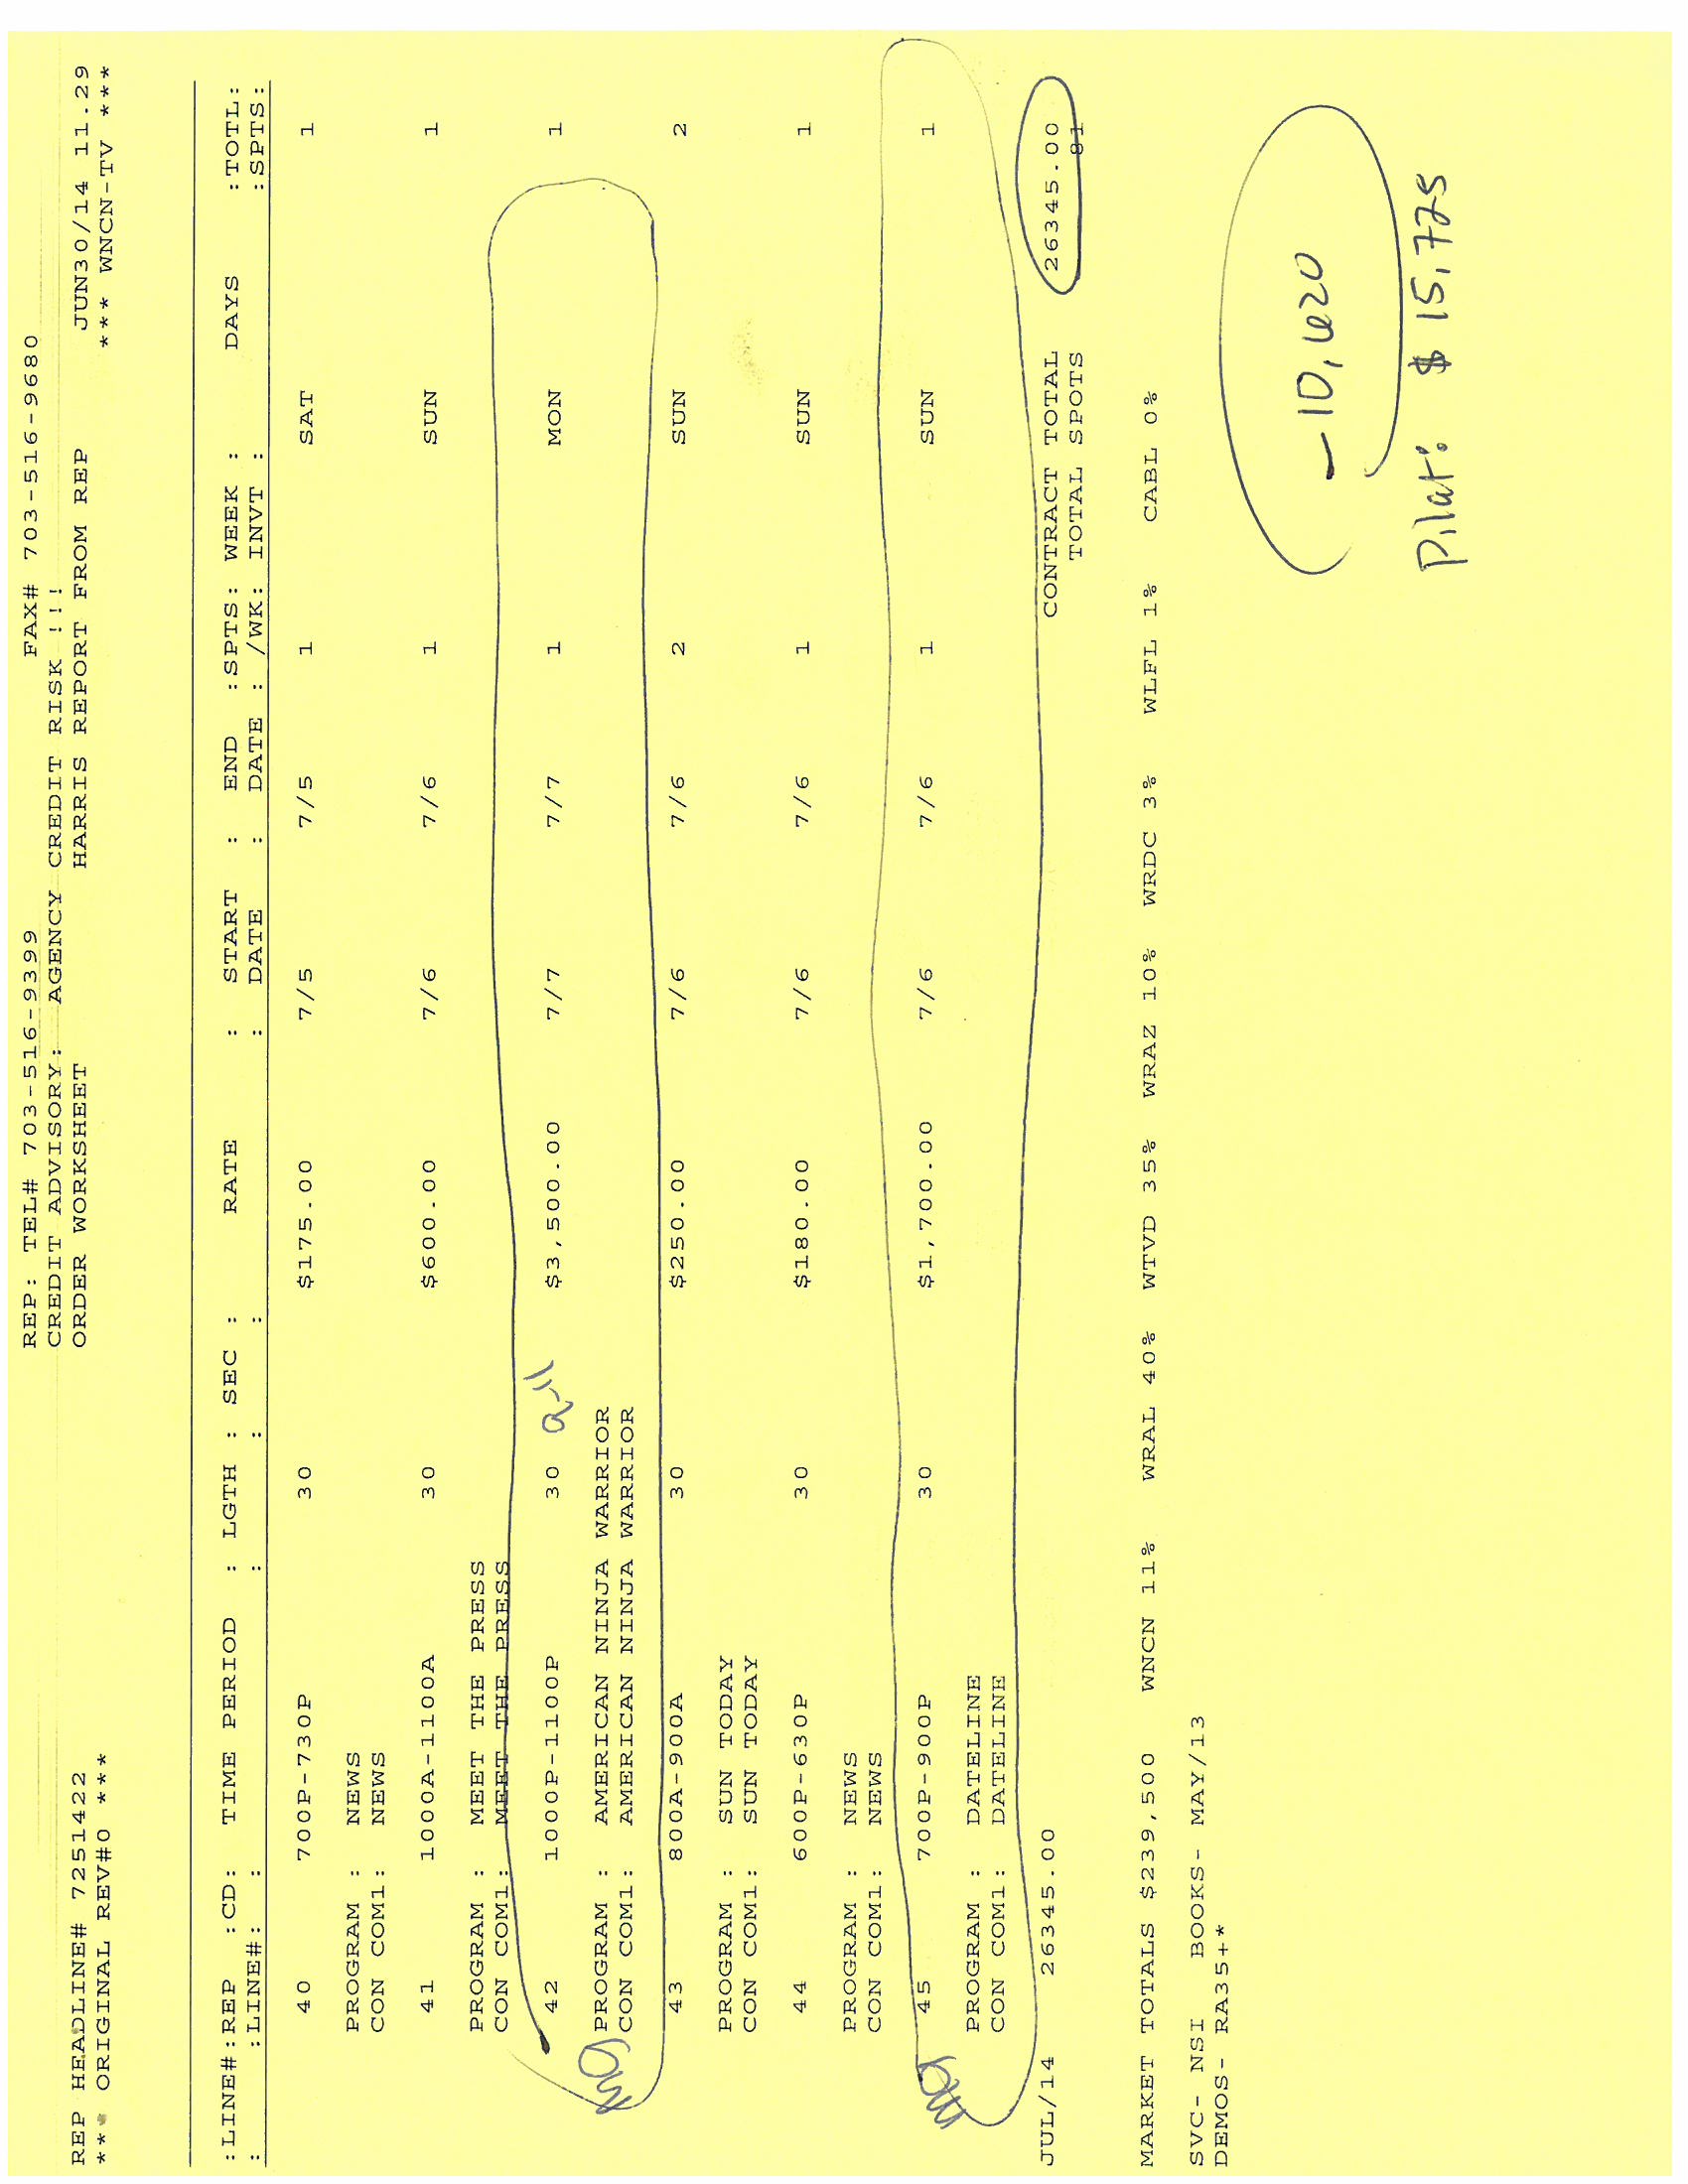 REP: TEL# 703-516-9399 FAX# 703-516-9680
CREDIT ADVISORY: AGENCY CREDIT RISK !!!
REP HEADLINE# 7251422 ORDER WORKSHEET HARRIS REPORT FROM REP JUN30/14 11.29
*** ORIGINAL REV#0 *** *** WNCN-TV ***
:LINE#:REP :CD: TIME PERIOD : LGTH : SEC : RATE : START : END :SPTS: WEEK : DAYS :TOTL:
: :LINE#: : : : : DATE : DATE : /WK: INVT : :SPTS:
40 700P-730P 30 $175.00 7/5 7/5 1 SAT 1
PROGRAM : NEWS
CON COM1: NEWS
41 1000A-1100A 30 $600.00 7/6 7/6 1 SUN 1
PROGRAM : MEET THE PRESS
CON COM1: MEET THE PRESS
42 1000P-1100P 30 $3,500.00 7/7 7/7 1 MON 1
PROGRAM : AMERICAN NINJA WARRIOR
CON COM1: AMERICAN NINJA WARRIOR
43 800A-900A 30 $250.00 7/6 7/6 2 SUN 2
PROGRAM : SUN TODAY
CON COM1: SUN TODAY
44 600P-630P 30 $180.00 7/6 7/6 1 SUN 1
PROGRAM : NEWS
CON COM1: NEWS
45 700P-900P 30 $1,700.00 7/6 7/6 1 SUN 1
PROGRAM : DATELINE
CON COM1: DATELINE
JUL/14 26345.00 CONTRACT TOTAL 26345.00
TOTAL SPOTS 81
MARKET TOTALS $239,500 WNCN 11% WRAL 40% WTVD 35% WRAZ 10% WRDC 3% WLFL 1% CABL 0%
SVC- NSI BOOKS- MAY/13
DEMOS- RA35+*
-10,620
Pilat: $ 15,725